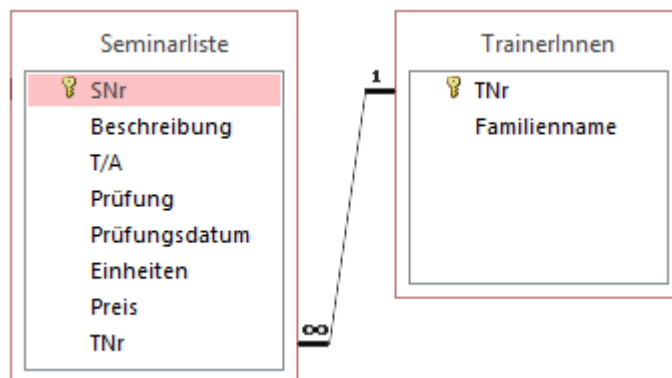 Seminarliste
SNr
Beschreibung
T/A
Prüfung
Prüfungsdatum
Einheiten
Preis
TNr
∞
1
TrainerInnen
TNr
Familienname